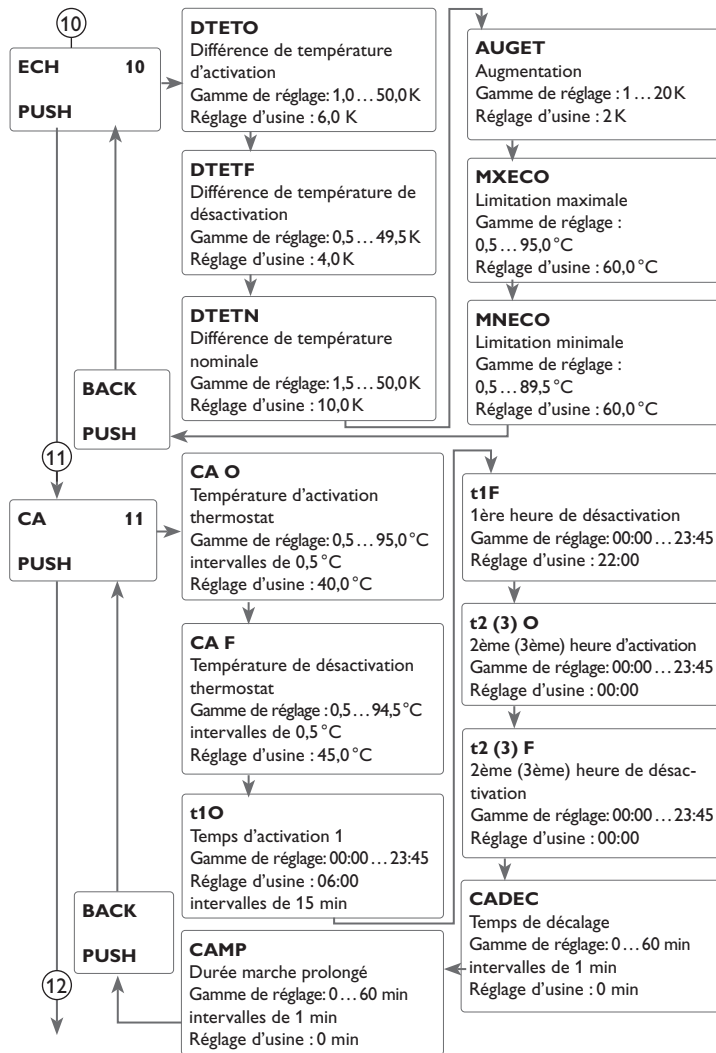 10
ECH 10
PUSH
DTETO
Différence de température
d'activation
Gamme de réglage: 1,0…50,0K
Réglage d'usine : 6,0 K
DTETF
Différence de température de
désactivation
Gamme de réglage: 0,5…49,5K
Réglage d'usine : 4,0K
DTETN
Différence de température
nominale
Gamme de réglage: 1,5…50,0K
Réglage d'usine : 10,0K
AUGET
Augmentation
Gamme de réglage : 1…20K
Réglage d'usine : 2K
MXECO
Limitation maximale
Gamme de réglage :
0,5…95,0°C
Réglage d'usine : 60,0°C
MNECO
Limitation minimale
Gamme de réglage :
0,5…89,5°C
Réglage d'usine : 60,0°C
BACK
PUSH
11
CA 11
PUSH
CA O
Température d'activation
thermostat
Gamme de réglage: 0,5…95,0°C
intervalles de 0,5°C
Réglage d'usine : 40,0°C
CA F
Température de désactivation
thermostat
Gamme de réglage : 0,5…94,5°C
intervalles de 0,5°C
Réglage d'usine : 45,0°C
t1O
Temps d'activation 1
Gamme de réglage: 00:00…23:45
Réglage d'usine : 06:00
intervalles de 15 min
t1F
1ère heure de désactivation
Gamme de réglage: 00:00…23:45
Réglage d'usine : 22:00
t2 (3) O
2ème (3ème) heure d'activation
Gamme de réglage: 00:00…23:45
Réglage d'usine : 00:00
t2 (3) F
2ème (3ème) heure de désac-
tivation
Gamme de réglage: 00:00…23:45
Réglage d'usine : 00:00
CADEC
Temps de décalage
Gamme de réglage: 0…60 min
intervalles de 1 min
Réglage d'usine : 0 min
CAMP
Durée marche prolongé
Gamme de réglage: 0…60 min
intervalles de 1 min
Réglage d'usine : 0 min
BACK
PUSH
12